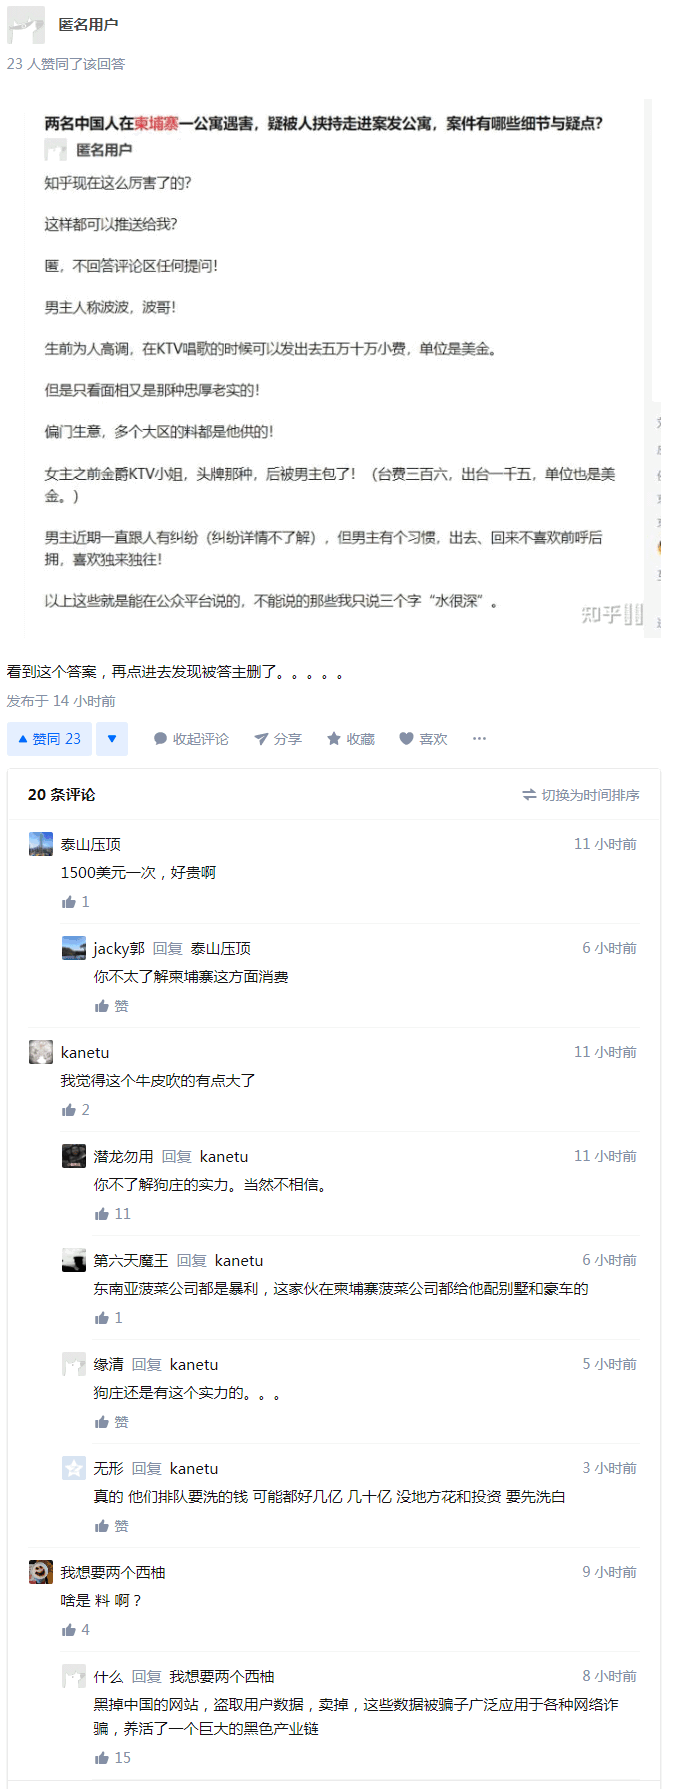 匿名用户
23 人赞同了该回答
两名中国人在柬埔寨一公寓遇害，疑被人挟持走进案发公寓，案件有哪些细节与疑点?
匿名用户
知乎现在这么厉害了的?
这样都可以推送给我?
匿，不回答评论区任何提问!
男主人称波波，波哥!
生前为人高调，在KTV唱歌的时候可以发出去五万十万小费，单位是美金。
但是只看面相又是那种忠厚老实的!
偏门生意，多个大区的料都是他供的!
女主之前金爵KTV小姐，头牌那种，后被男主包了! （台费三百六，出台一千五，单位也是美
金。）
男主近期一直跟人有纠纷（纠纷详情不了解），但男主有个习惯，出去、回来不喜欢前呼后
拥，喜欢独来独往!
以上这些就是能在公众平台说的，不能说的那些我只说三个字“水很深”。
知乎
看到这个答案，再点进去发现被答主删了。。。。。
发布于 14 小时前
赞同 23
收起评论
分享
收藏
喜欢
20 条评论
切换为时间排序
泰山压顶
11 小时前
1500美元一次，好贵啊
1
jacky郭 回复 泰山压顶
6 小时前
你不太了解柬埔寨这方面消费
赞
kanetu
11 小时前
我觉得这个牛皮吹的有点大了
2
潜龙勿用 回复 kanetu
11 小时前
你不了解狗庄的实力。当然不相信。
11
第六天魔王 回复 kanetu
6 小时前
东南亚菠菜公司都是暴利，这家伙在柬埔寨菠菜公司都给他配别墅和豪车的
1
缘清 回复 kanetu
5 小时前
狗庄还是有这个实力的。。。
赞
无形 回复 kanetu
3 小时前
真的 他们排队要洗的钱 可能都好几亿 几十亿 没地方花和投资 要先洗白
赞
我想要两个西柚
9 小时前
啥是 料 啊？
4
什么 回复 我想要两个西柚
8 小时前
黑掉中国的网站，盗取用户数据，卖掉，这些数据被骗子广泛应用于各种网络诈
骗，养活了一个巨大的黑色产业链
15